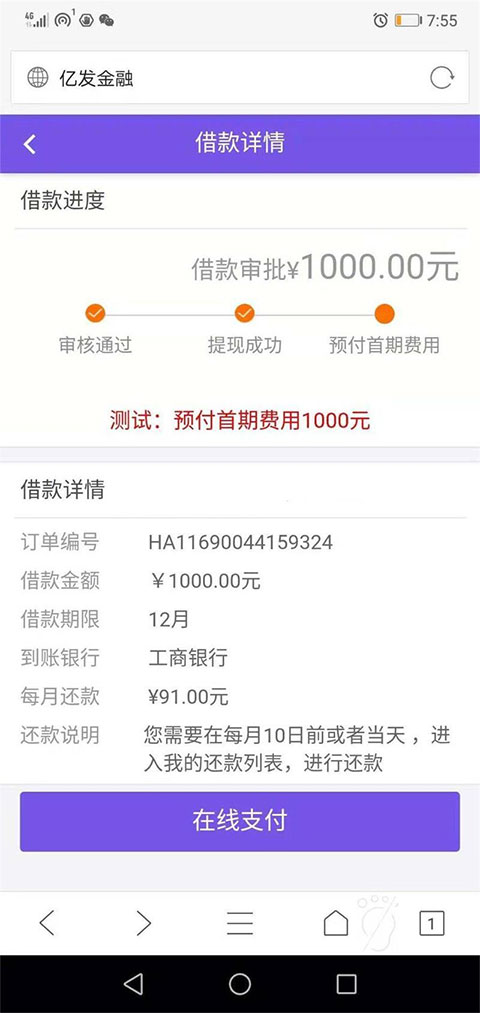 4G 1 7:55
亿发金融
借款详情
借款进度
借款审批¥1000.00元
审核通过 提现成功 预付首期费用
测试：预付首期费用1000元
借款详情
订单编号 HA11690044159324
借款金额 ￥1000.00元
借款期限 12月
到账银行 工商银行
每月还款 ¥91.00元
还款说明 您需要在每月10日前或者当天 ，进
入我的还款列表，进行还款
在线支付
1